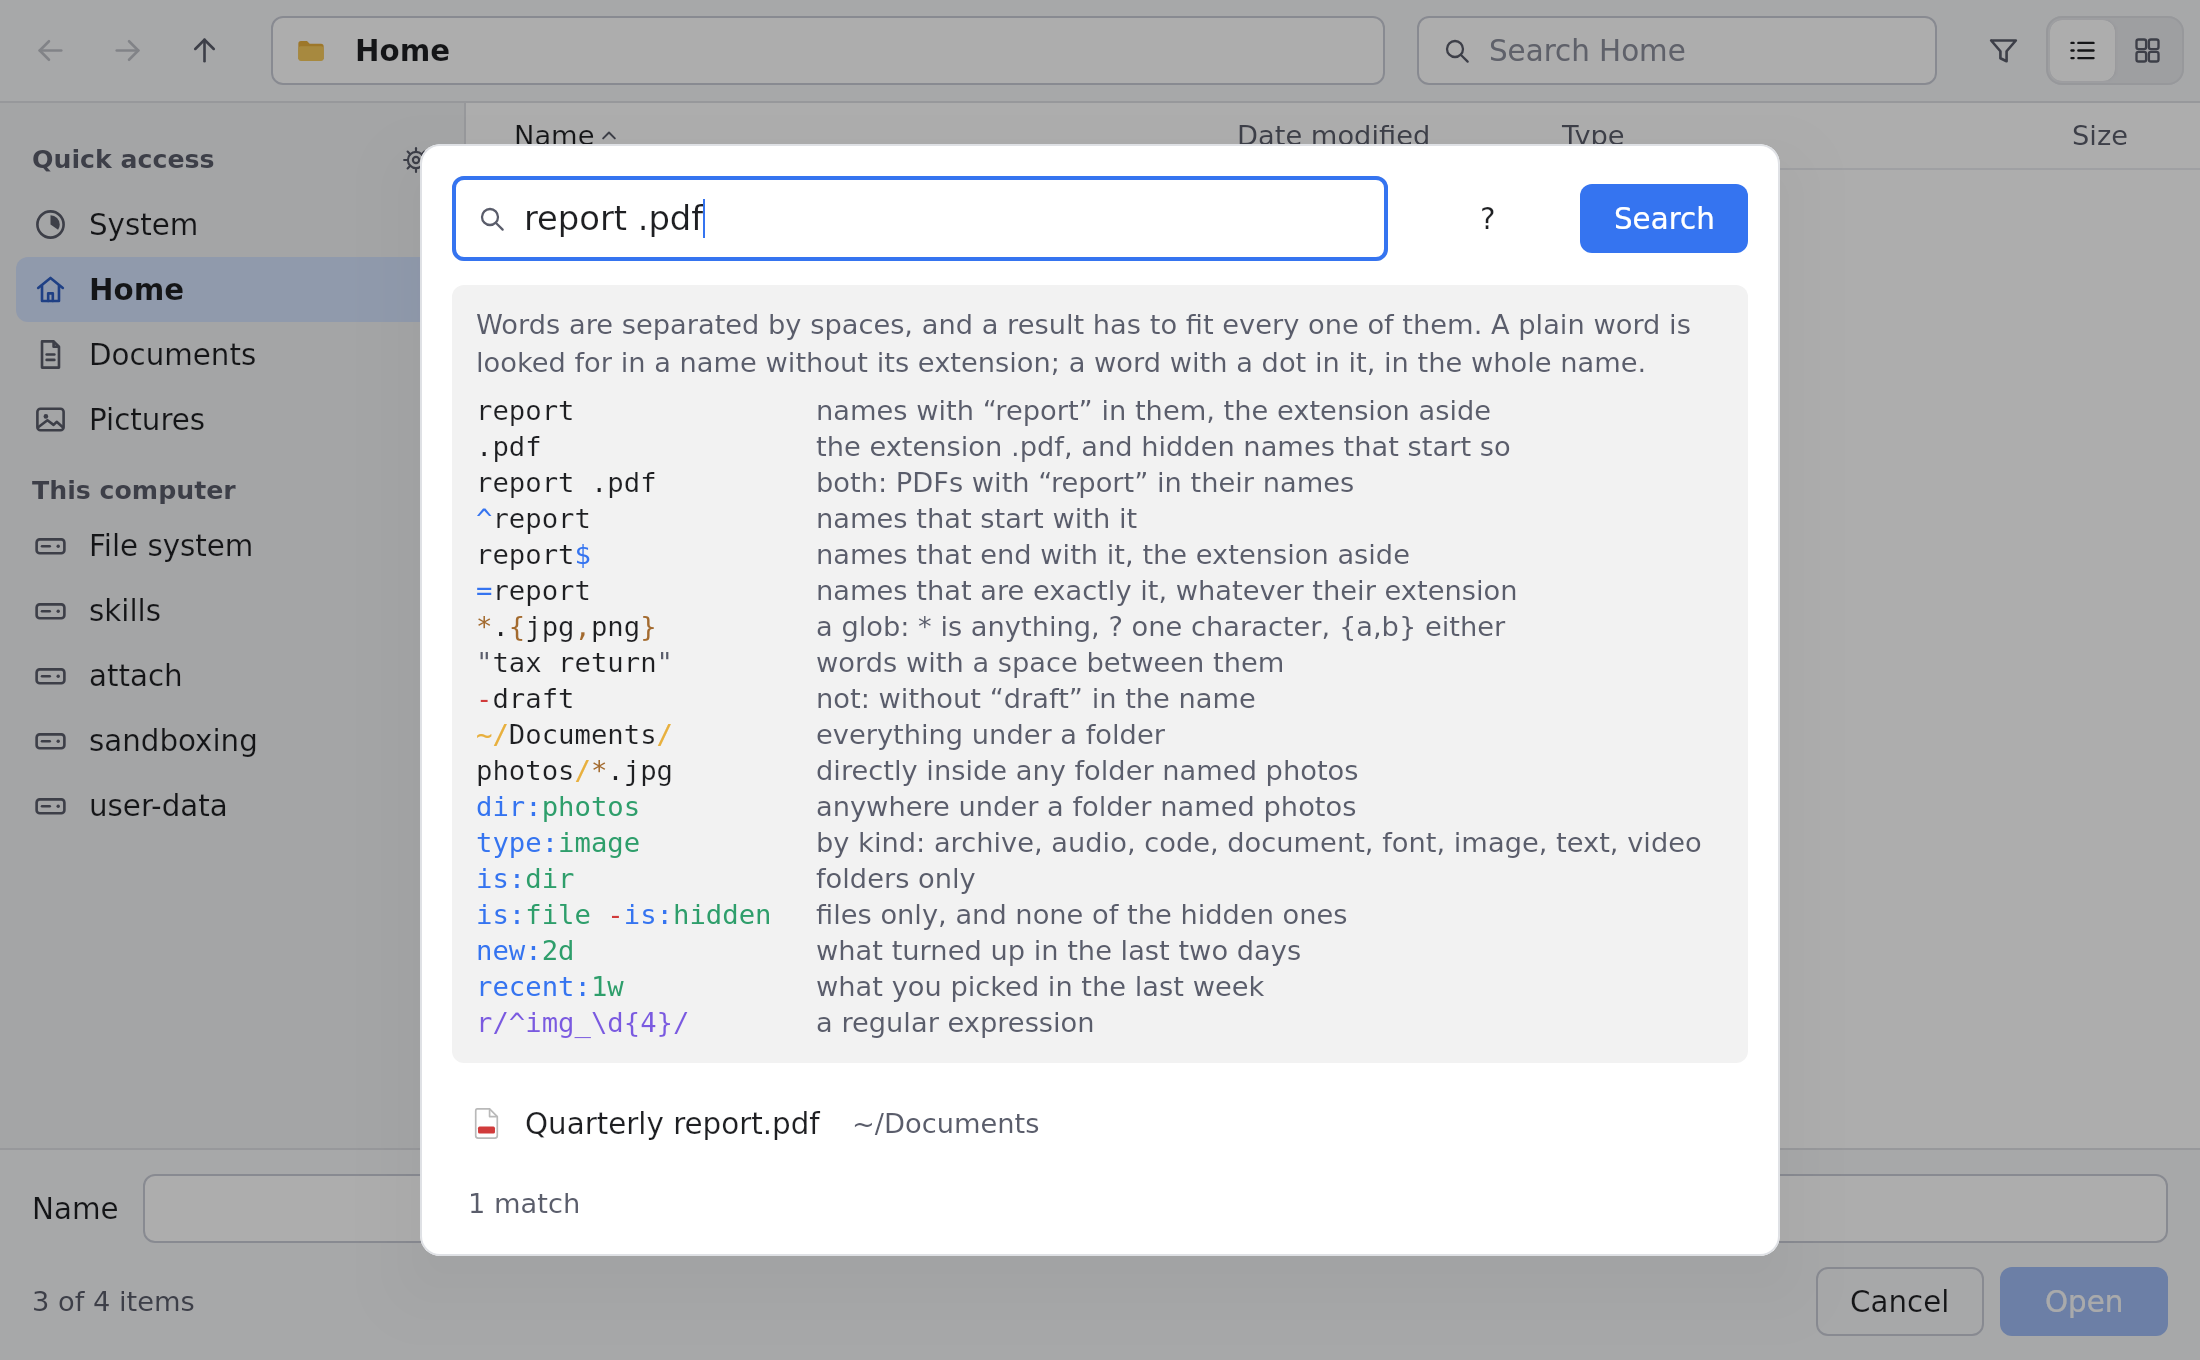 Home
Search Home
Quick access
Name
Date modified
Type
Size
System
Home
Documents
Pictures
This computer
File system
skills
attach
sandboxing
user-data
report .pdf
?
Search
Words are separated by spaces, and a result has to fit every one of them. A plain word is
looked for in a name without its extension; a word with a dot in it, in the whole name.
report names with “report” in them, the extension aside
.pdf the extension .pdf, and hidden names that start so
report .pdf both: PDFs with “report” in their names
^report names that start with it
report$ names that end with it, the extension aside
=report names that are exactly it, whatever their extension
*.{jpg,png} a glob: * is anything, ? one character, {a,b} either
"tax return" words with a space between them
-draft not: without “draft” in the name
~/Documents/ everything under a folder
photos/*.jpg directly inside any folder named photos
dir:photos anywhere under a folder named photos
type:image by kind: archive, audio, code, document, font, image, text, video
is:dir folders only
is:file -is:hidden files only, and none of the hidden ones
new:2d what turned up in the last two days
recent:1w what you picked in the last week
r/^img_\d{4}/ a regular expression
Quarterly report.pdf ~/Documents
1 match
Name
3 of 4 items
Cancel
Open